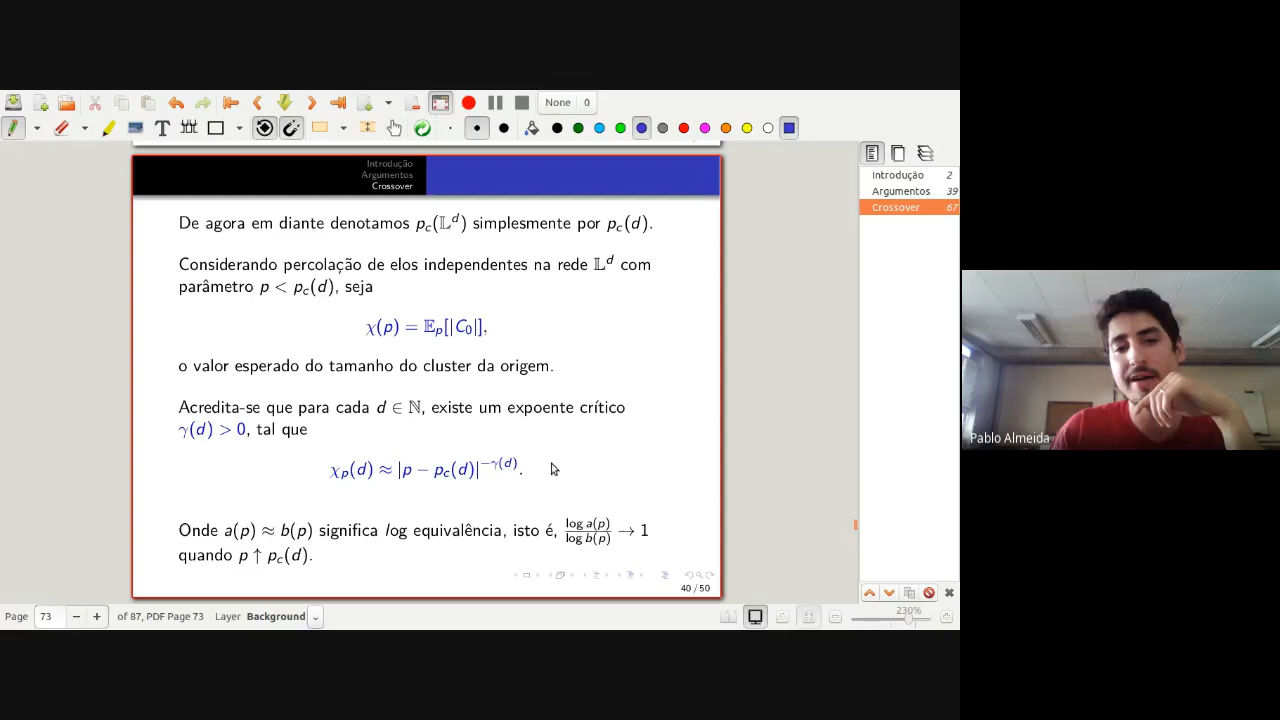 None 0
Introdução
Argumentos
Crossover
De agora em diante denotamos p_c(𝕃^d) simplesmente por p_c(d).
Considerando percolação de elos independentes na rede 𝕃^d com
parâmetro p < p_c(d), seja
χ(p) = 𝔼_p[|C_0|],
o valor esperado do tamanho do cluster da origem.
Acredita-se que para cada d ∈ ℕ, existe um expoente crítico
γ(d) > 0, tal que
χ_p(d) ≈ |p − p_c(d)|^{−γ(d)}.
Onde a(p) ≈ b(p) significa log equivalência, isto é, log a(p) / log b(p) → 1
quando p ↑ p_c(d).
40 / 50
Introdução 2
Argumentos 39
Crossover 67
Page 73 of 87, PDF Page 73 Layer Background
230%
Pablo Almeida